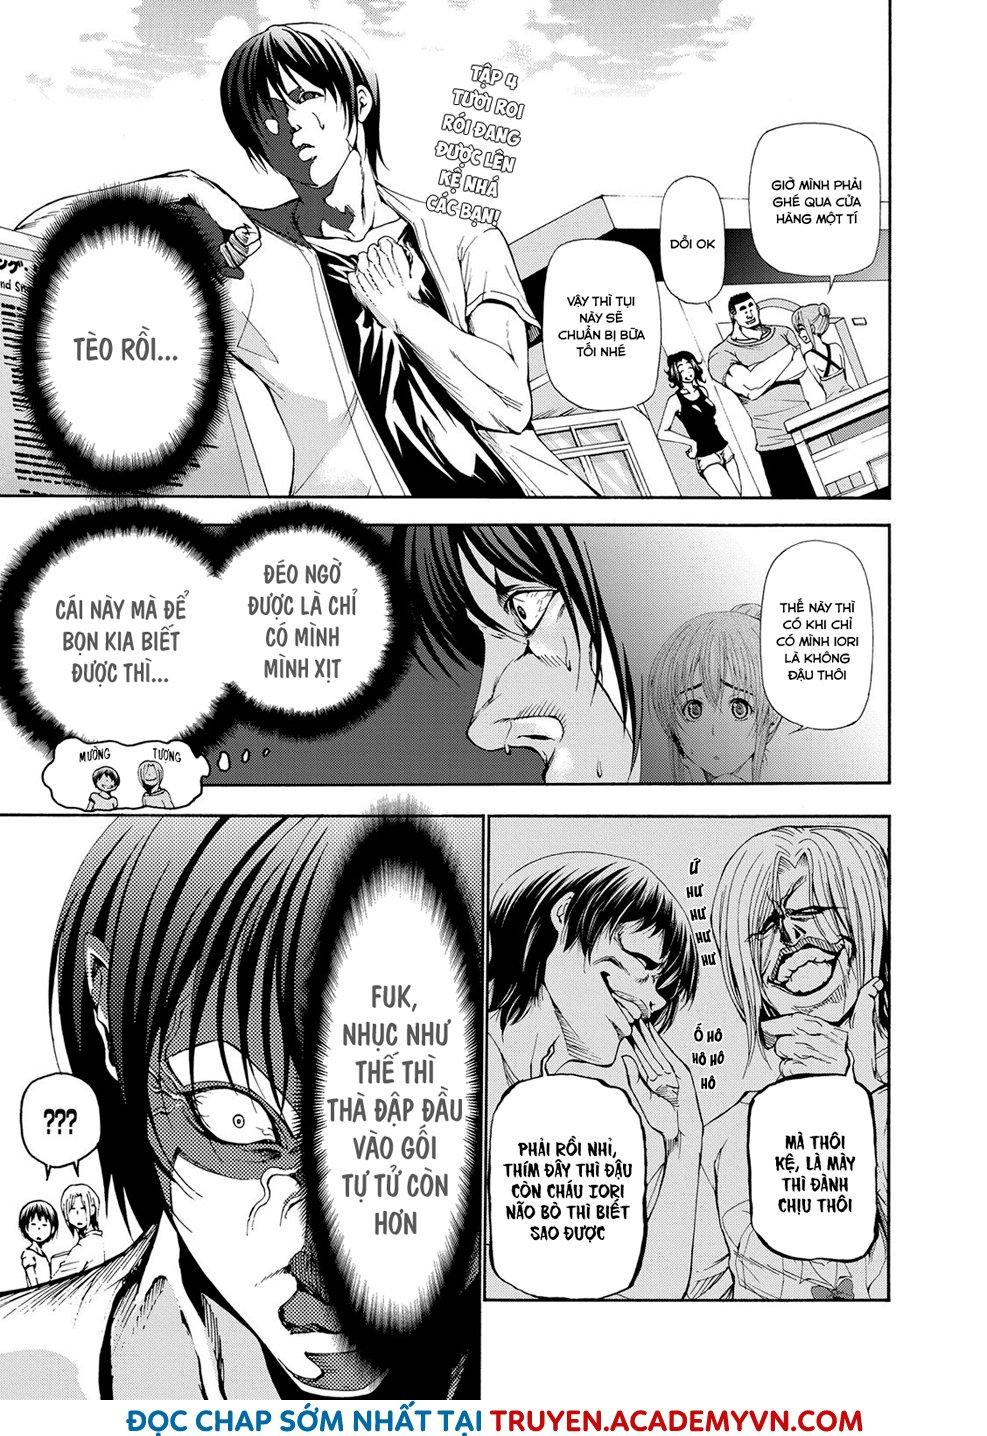 GIỜ MÌNH PHẢI
GHÉ QUA CỬA
HÀNG MỘT TÍ
DỒI OK
VẬY THÌ TỤI
NÀY SẼ
CHUẨN BỊ BỮA
TỐI NHÉ
TẬP 4
TƯƠI ROI
RÓI ĐANG
ĐƯỢC LÊN
KỆ NHÁ
CÁC BẠN!
TÈO RỒI...
THẾ NÀY THÌ
CÓ KHI CHỈ
CÓ MÌNH IORI
LÀ KHÔNG
ĐẬU THÔI
ĐÉO NGỜ
ĐƯỢC LÀ CHỈ
CÓ MÌNH
MÌNH XỊT
CÁI NÀY MÀ ĐỂ
BỌN KIA BIẾT
ĐƯỢC THÌ...
MƯỜNG
TƯỢNG
Ứ
HƯ
HƯ
HƯ
HƯ
Ố HÔ
HÔ HÔ
HÔ
MÀ THÔI
KỆ, LÀ MÀY
THÌ ĐÀNH
CHỊU THÔI
PHẢI RỒI NHỈ,
THÍM ĐÂY THÌ ĐẬU
CÒN CHÁU IORI
NÃO BÒ THÌ BIẾT
SAO ĐƯỢC
FUK,
NHỤC NHƯ
THẾ THÌ
THÀ ĐẬP ĐẦU
VÀO GỐI
TỰ TỬ CÒN
HƠN
???
ĐỌC CHAP SỚM NHẤT TẠI TRUYEN.ACADEMYVN.COM